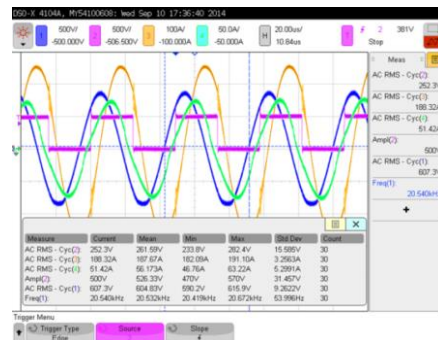 DSO-X 4104A, MY54100608: Wed Sep 10 17:36:40 2014
1 500V/ 2 500V/ 3 100A/ 4 50.0A/ H 20.00us/ T 2 381V
-500.000V -506.500V -100.000A -50.000A 10.84us Stop
Meas
AC RMS - Cyc(2):
252.3V
AC RMS - Cyc(3):
188.32A
AC RMS - Cyc(4):
51.42A
Ampl(2):
500V
AC RMS - Cyc(1):
607.3V
Freq(1):
20.540kHz
Measure Current Mean Min Max Std Dev Count
AC RMS - Cyc(2): 252.3V 261.59V 233.8V 282.4V 15.585V 30
AC RMS - Cyc(3): 188.32A 187.67A 182.09A 191.10A 3.2563A 30
AC RMS - Cyc(4): 51.42A 56.173A 46.76A 63.22A 5.2991A 30
Ampl(2): 500V 526.33V 470V 570V 31.457V 30
AC RMS - Cyc(1): 607.3V 604.83V 590.2V 615.9V 9.2622V 30
Freq(1): 20.540kHz 20.532kHz 20.419kHz 20.672kHz 53.996Hz 30
Trigger Menu
Trigger Type Source Slope
Edge